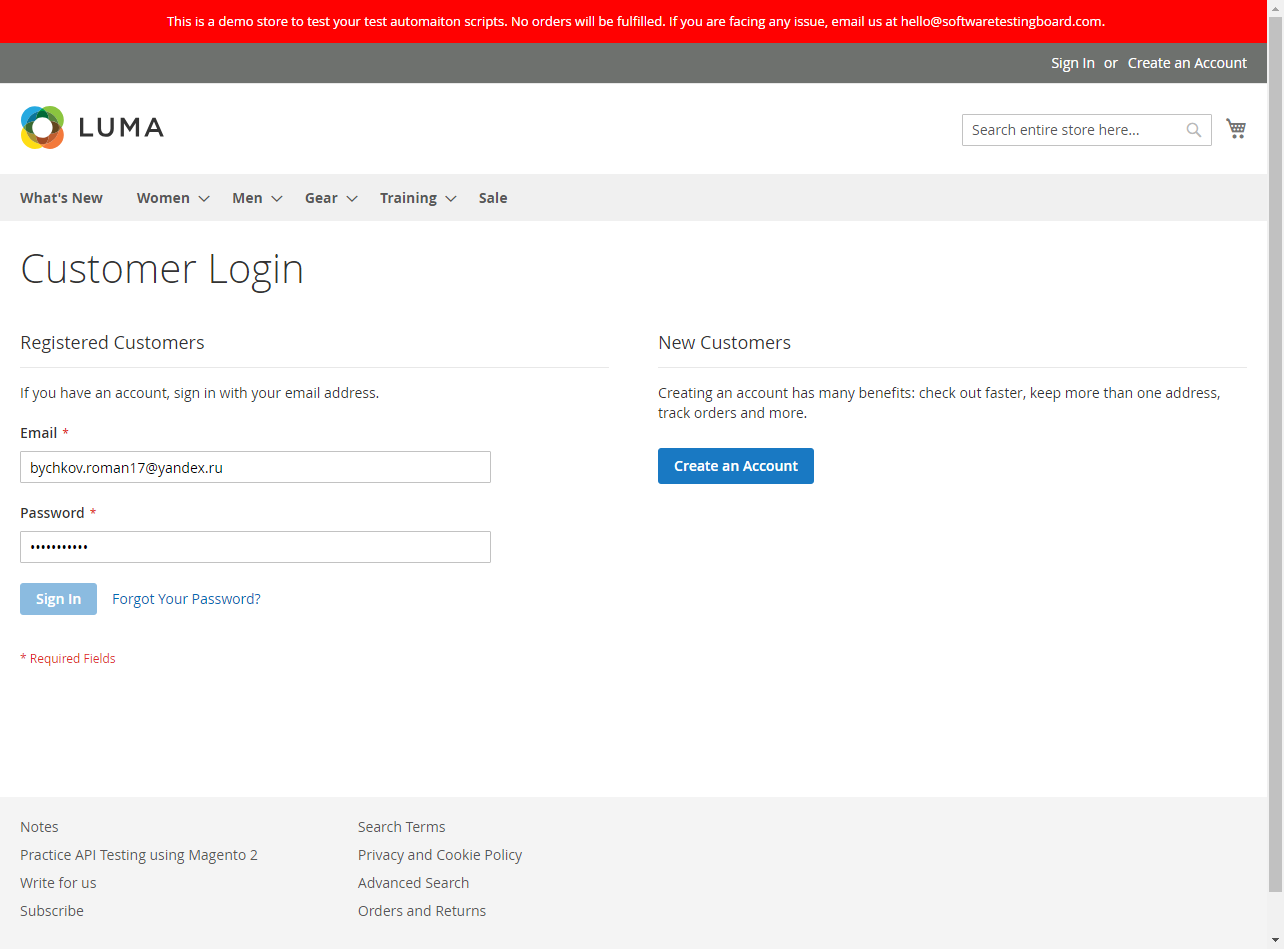 This is a demo store to test your test automaiton scripts. No orders will be fulfilled. If you are facing any issue, email us at hello@softwaretestingboard.com.
Sign In or Create an Account
LUMA
Search entire store here...
What's New Women Men Gear Training Sale
Customer Login
Registered Customers
If you have an account, sign in with your email address.
Email *
bychkov.roman17@yandex.ru
Password *
•••••••••••
Sign In Forgot Your Password?
* Required Fields
New Customers
Creating an account has many benefits: check out faster, keep more than one address,
track orders and more.
Create an Account
Notes
Practice API Testing using Magento 2
Write for us
Subscribe
Search Terms
Privacy and Cookie Policy
Advanced Search
Orders and Returns